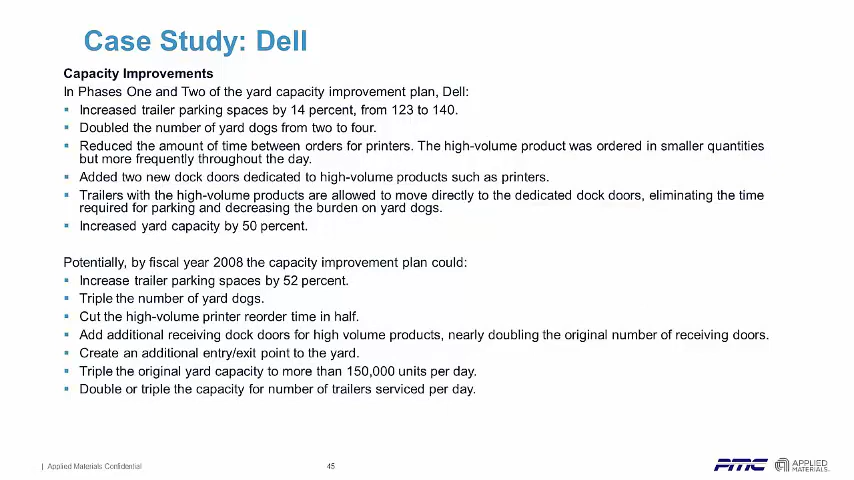 Case Study: Dell
Capacity Improvements
In Phases One and Two of the yard capacity improvement plan, Dell:
▪ Increased trailer parking spaces by 14 percent, from 123 to 140.
▪ Doubled the number of yard dogs from two to four.
▪ Reduced the amount of time between orders for printers. The high-volume product was ordered in smaller quantities
but more frequently throughout the day.
▪ Added two new dock doors dedicated to high-volume products such as printers.
▪ Trailers with the high-volume products are allowed to move directly to the dedicated dock doors, eliminating the time
required for parking and decreasing the burden on yard dogs.
▪ Increased yard capacity by 50 percent.
Potentially, by fiscal year 2008 the capacity improvement plan could:
▪ Increase trailer parking spaces by 52 percent.
▪ Triple the number of yard dogs.
▪ Cut the high-volume printer reorder time in half.
▪ Add additional receiving dock doors for high volume products, nearly doubling the original number of receiving doors.
▪ Create an additional entry/exit point to the yard.
▪ Triple the original yard capacity to more than 150,000 units per day.
▪ Double or triple the capacity for number of trailers serviced per day.
| Applied Materials Confidential
45
PMC
APPLIED
MATERIALS.